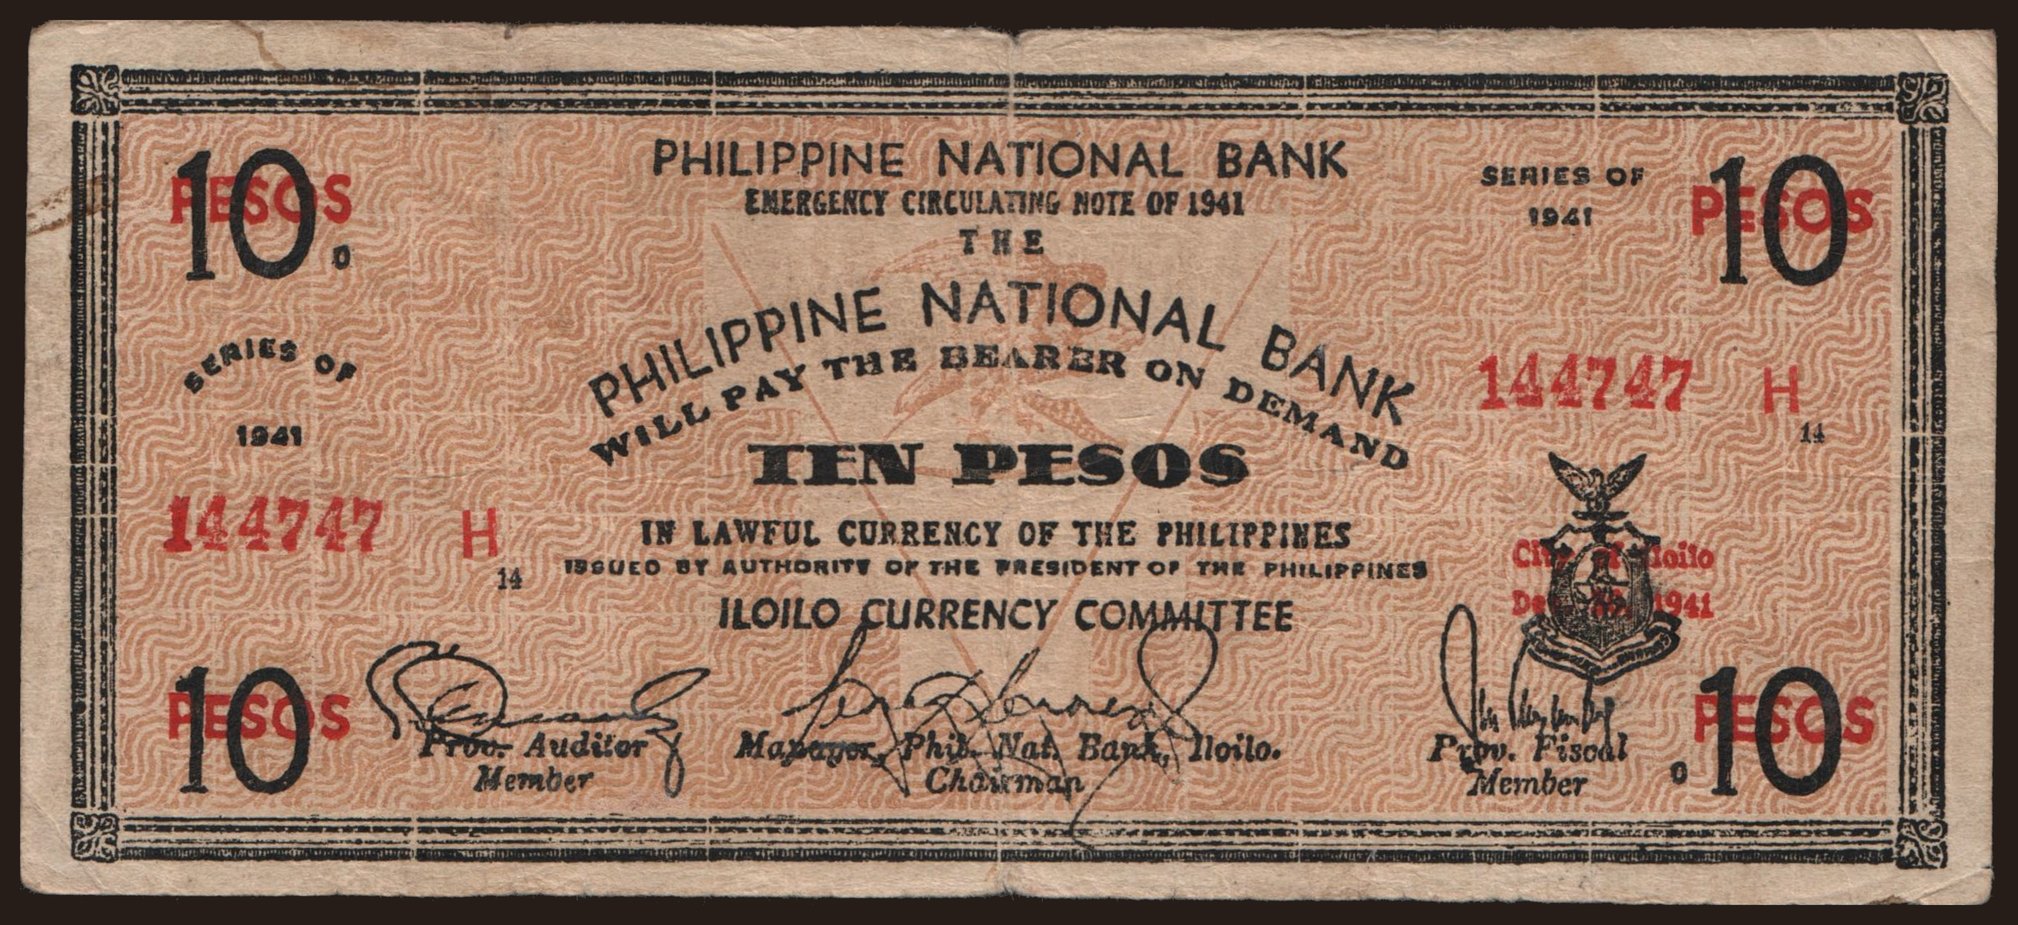 PHILIPPINE NATIONAL BANK
EMERGENCY CIRCULATING NOTE OF 1941
10 PESOS
D
SERIES OF
1941
10 PESOS
THE
PHILIPPINE NATIONAL BANK
WILL PAY THE BEARER ON DEMAND
TEN PESOS
SERIES OF
1941
144747 H
14
144747 H
14
IN LAWFUL CURRENCY OF THE PHILIPPINES
ISSUED BY AUTHORITY OF THE PRESIDENT OF THE PHILIPPINES
ILOILO CURRENCY COMMITTEE
City of Iloilo
1941
10 PESOS
Prov. Auditor
Member
Manager, Phil. Nat. Bank, Iloilo.
Chairman
Prov. Fiscal
Member
10 PESOS